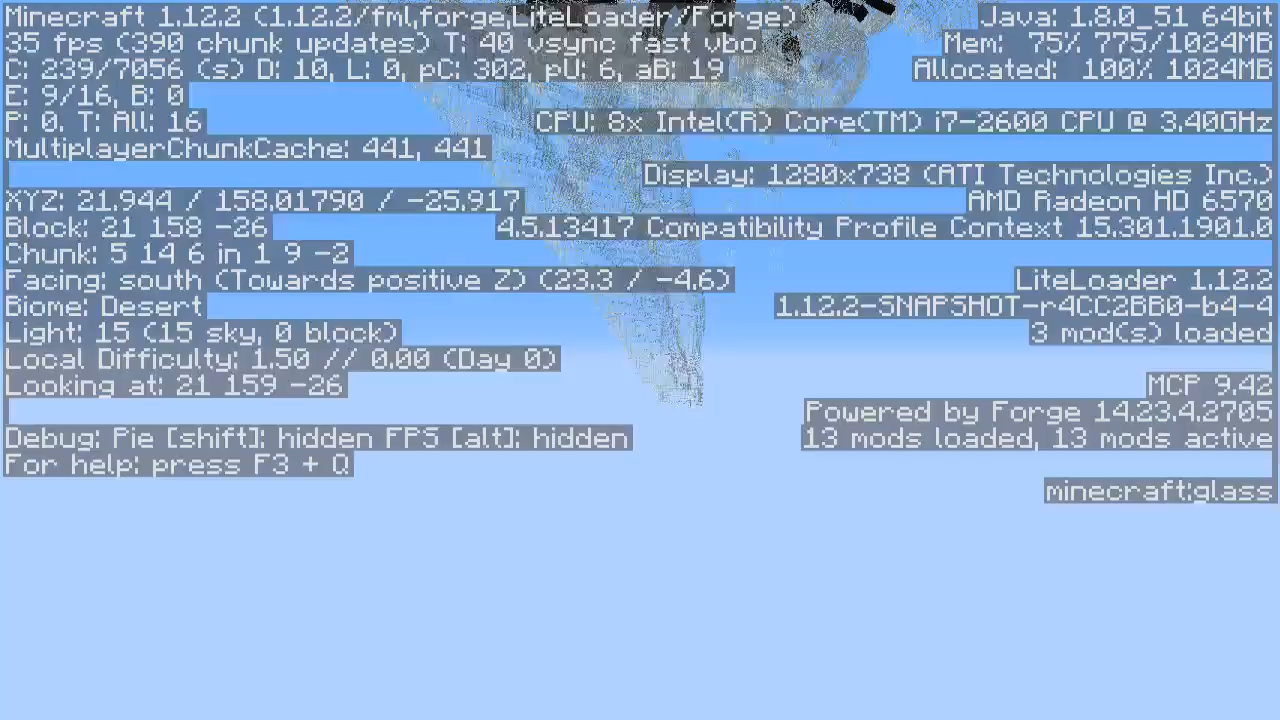 Minecraft 1.12.2 (1.12.2/fml,forge,LiteLoader/Forge)
35 fps (390 chunk updates) T: 40 vsync fast vbo
C: 239/7056 (s) D: 10, L: 0, pC: 302, pU: 6, aB: 19
E: 9/16, B: 0
P: 0. T: All: 16
MultiplayerChunkCache: 441, 441
XYZ: 21.944 / 158.01790 / -25.917
Block: 21 158 -26
Chunk: 5 14 6 in 1 9 -2
Facing: south (Towards positive Z) (23.3 / -4.6)
Biome: Desert
Light: 15 (15 sky, 0 block)
Local Difficulty: 1.50 // 0.00 (Day 0)
Looking at: 21 159 -26
Debug: Pie [shift]: hidden FPS [alt]: hidden
For help: press F3 + Q
Java: 1.8.0_51 64bit
Mem: 75% 775/1024MB
Allocated: 100% 1024MB
CPU: 8x Intel(R) Core(TM) i7-2600 CPU @ 3.40GHz
Display: 1280x738 (ATI Technologies Inc.)
AMD Radeon HD 6570
4.5.13417 Compatibility Profile Context 15.301.1901.0
LiteLoader 1.12.2
1.12.2-SNAPSHOT-r4CC2BB0-b4-4
3 mod(s) loaded
MCP 9.42
Powered by Forge 14.23.4.2705
13 mods loaded, 13 mods active
minecraft:glass